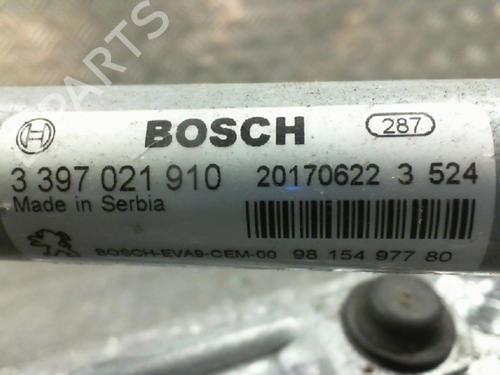 BOSCH 287
3 397 021 910 20170622 3 524
Made in Serbia
BOSCH-EVA9-CEM-00 98 154 977 80
PARTS